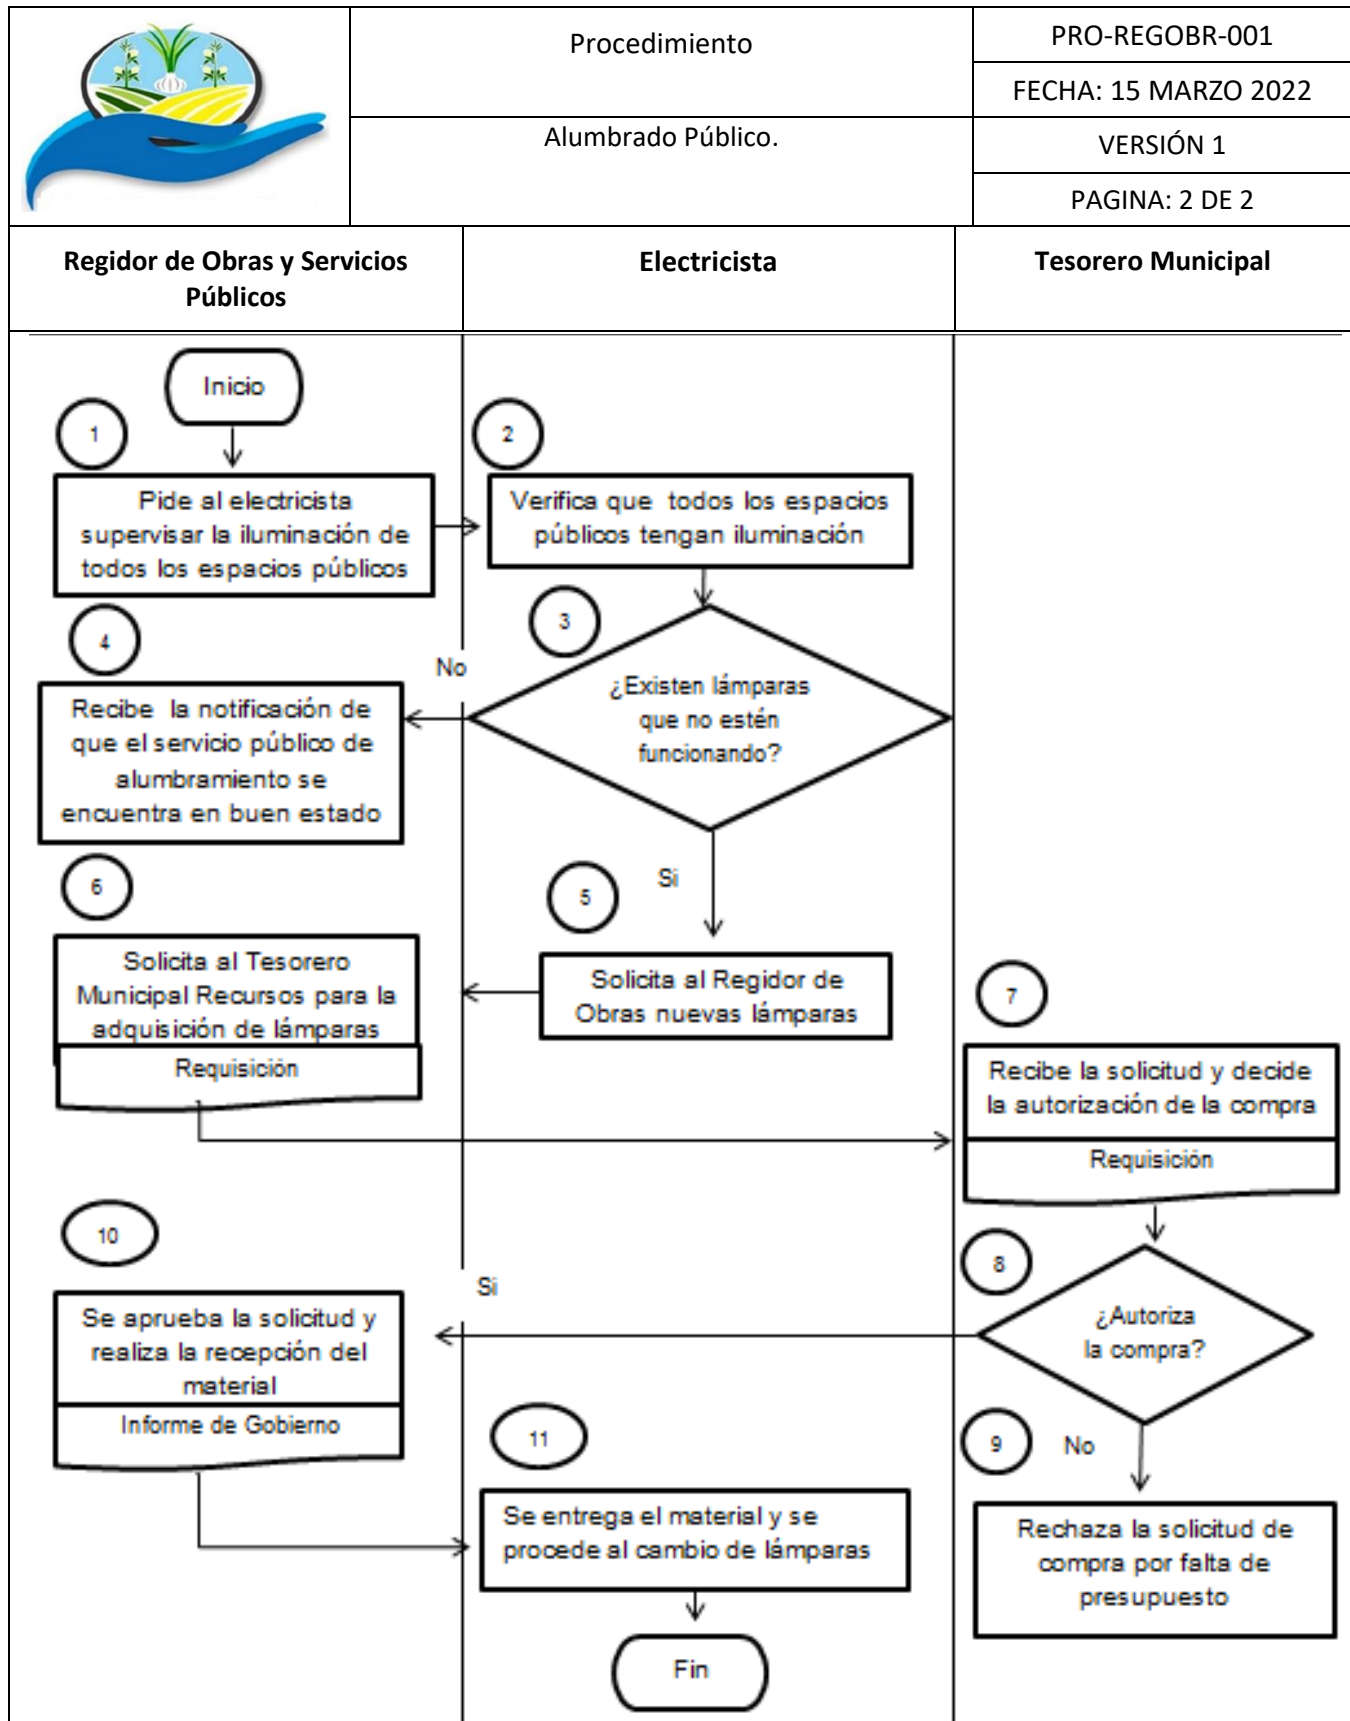 Procedimiento
PRO-REGOBR-001
FECHA: 15 MARZO 2022
Alumbrado Público.
VERSIÓN 1
PAGINA: 2 DE 2
Regidor de Obras y Servicios
Públicos
Electricista
Tesorero Municipal
Inicio
1
Pide al electricista
supervisar la iluminación de
todos los espacios públicos
2
Verifica que todos los espacios
públicos tengan iluminación
3
¿Existen lámparas
que no estén
funcionando?
No
4
Recibe la notificación de
que el servicio público de
alumbramiento se
encuentra en buen estado
Si
5
Solicita al Regidor de
Obras nuevas lámparas
6
Solicita al Tesorero
Municipal Recursos para la
adquisición de lámparas
Requisición
7
Recibe la solicitud y decide
la autorización de la compra
Requisición
8
¿Autoriza
la compra?
Si
9
No
Rechaza la solicitud de
compra por falta de
presupuesto
10
Se aprueba la solicitud y
realiza la recepción del
material
Informe de Gobierno
11
Se entrega el material y se
procede al cambio de lámparas
Fin